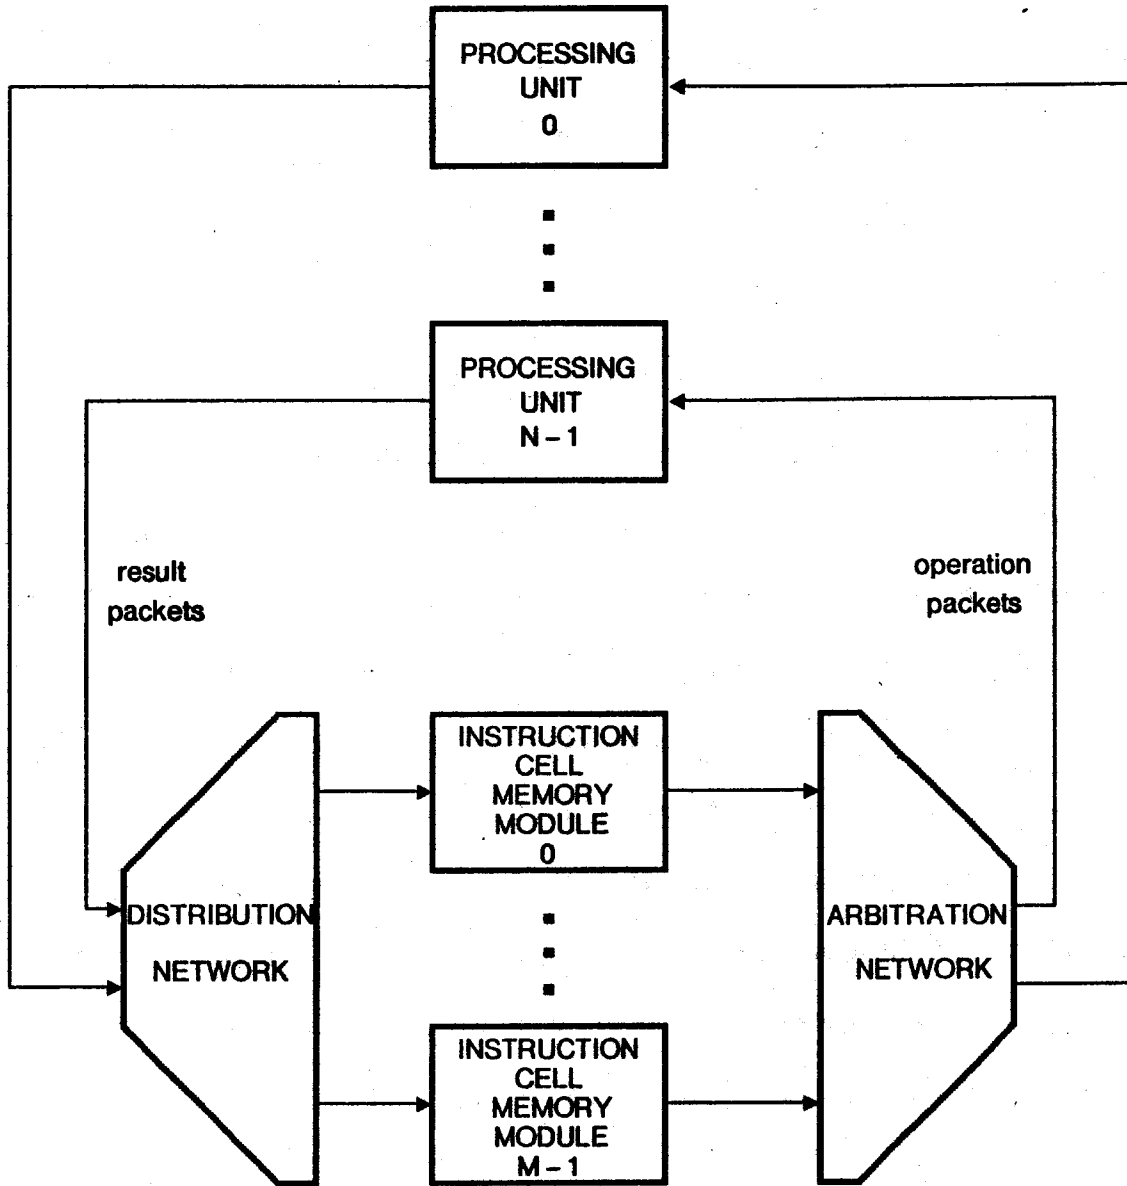 PROCESSING
UNIT
0
PROCESSING
UNIT
N – 1
result
packets
operation
packets
INSTRUCTION
CELL
MEMORY
MODULE
0
DISTRIBUTION
NETWORK
ARBITRATION
NETWORK
INSTRUCTION
CELL
MEMORY
MODULE
M – 1